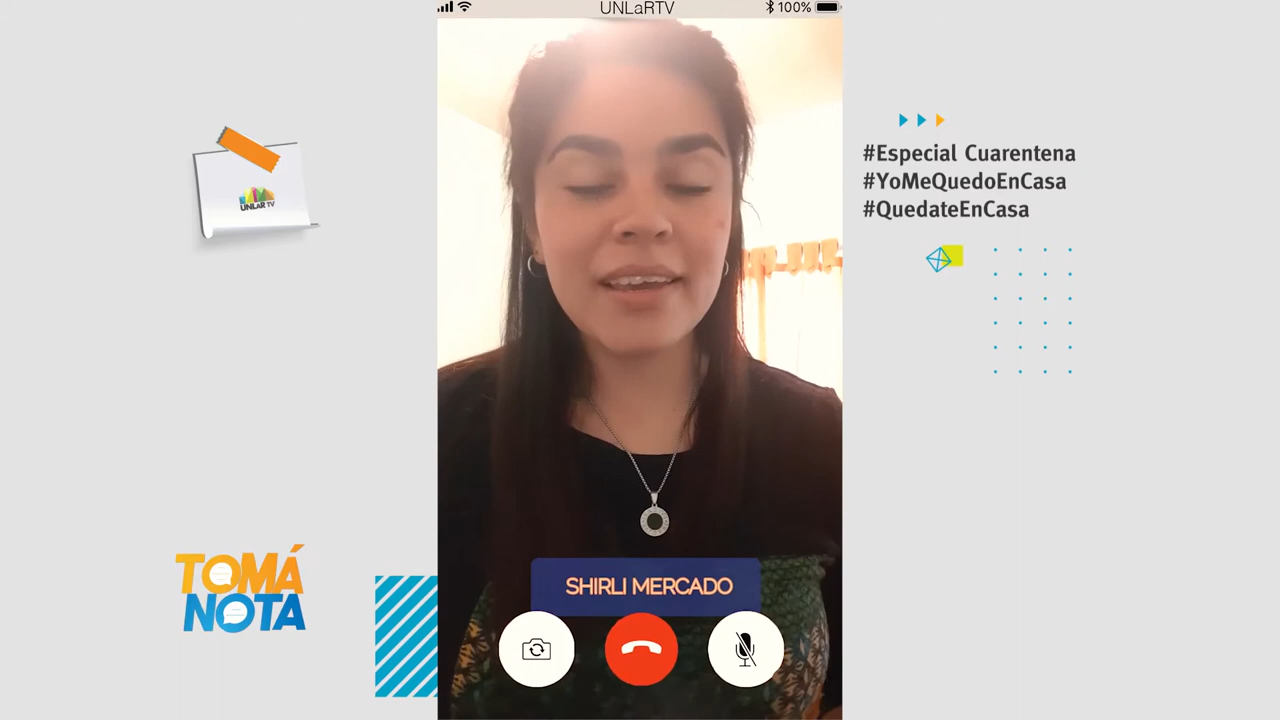 UNLaRTV
100%
UNLAR TV
#Especial Cuarentena
#YoMeQuedoEnCasa
#QuedateEnCasa
TOMÁ
NOTA
SHIRLI MERCADO